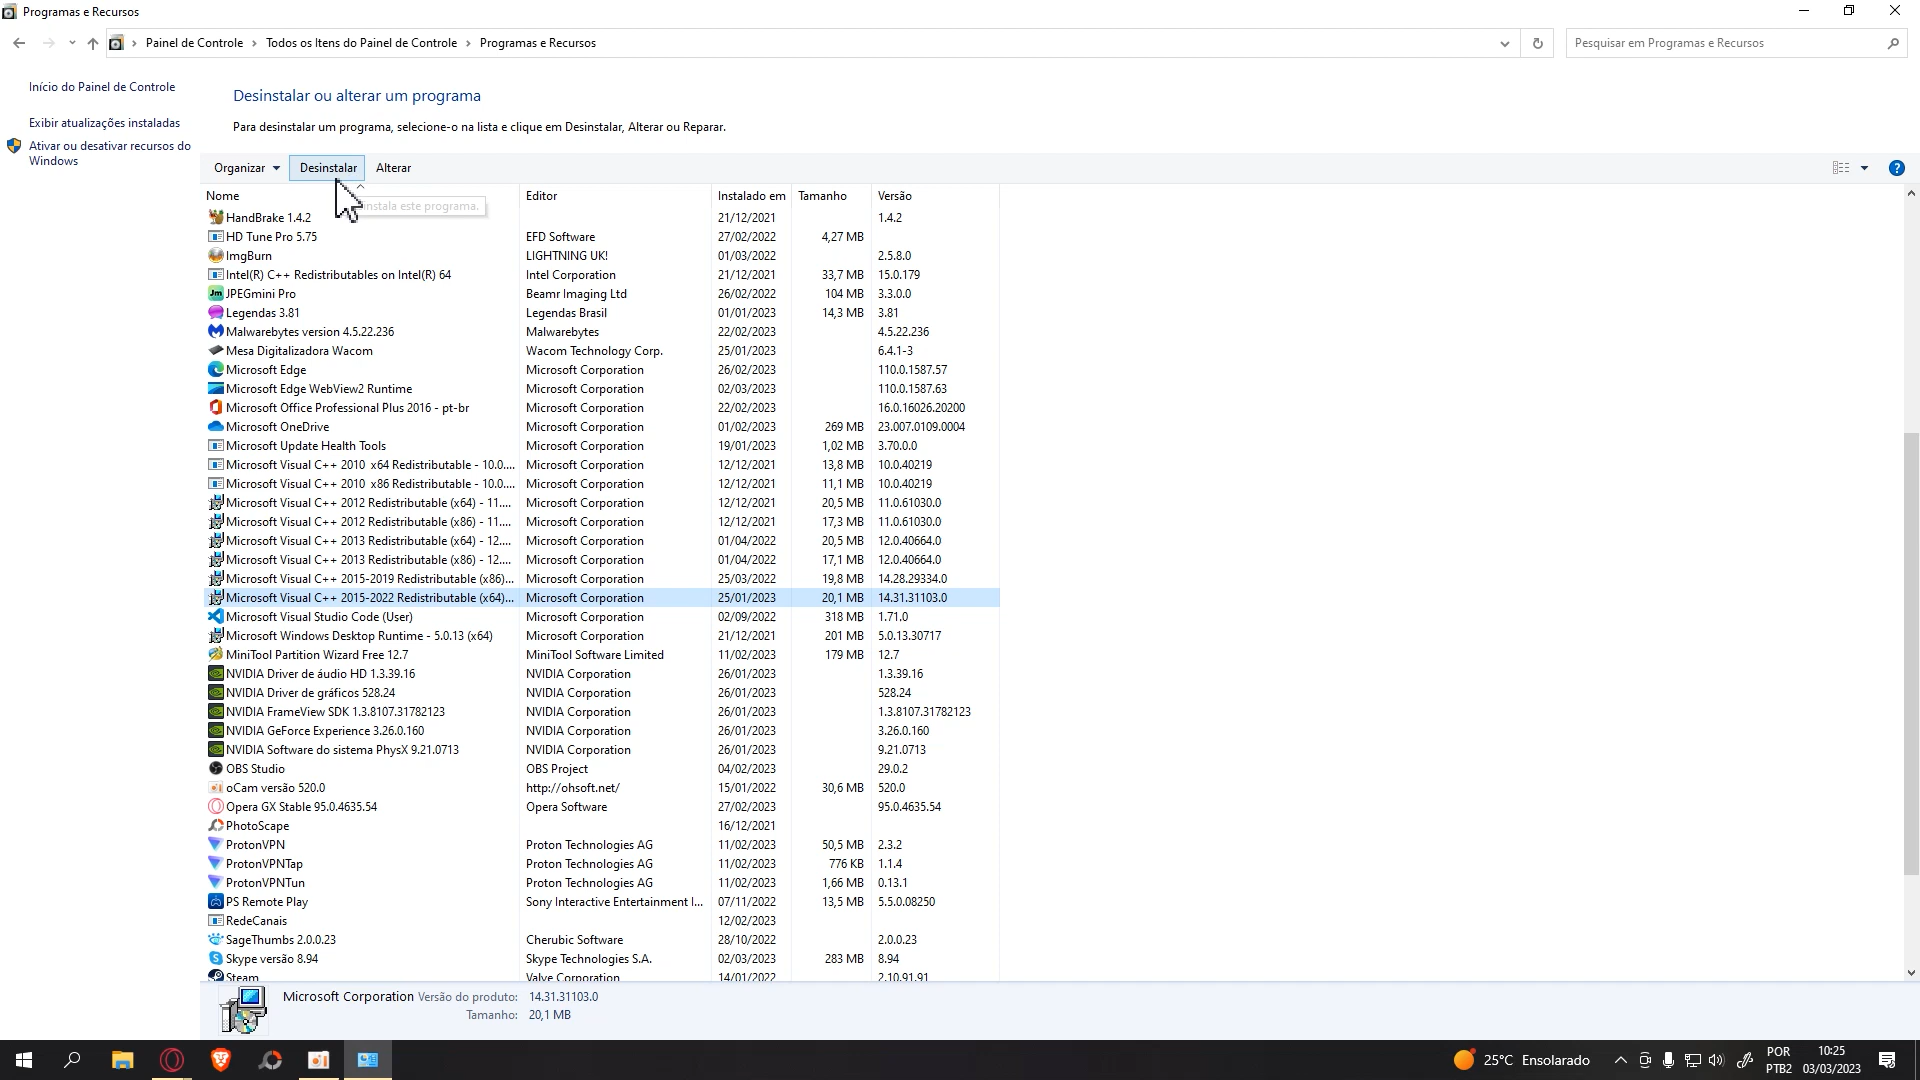 Programas e Recursos
Painel de Controle > Todos os Itens do Painel de Controle > Programas e Recursos
Pesquisar em Programas e Recursos
Início do Painel de Controle
Exibir atualizações instaladas
Ativar ou desativar recursos do
Windows
Desinstalar ou alterar um programa
Para desinstalar um programa, selecione-o na lista e clique em Desinstalar, Alterar ou Reparar.
Organizar Desinstalar Alterar
Nome Editor Instalado em Tamanho Versão
instala este programa.
HandBrake 1.4.2 21/12/2021 1.4.2
HD Tune Pro 5.75 EFD Software 27/02/2022 4,27 MB
ImgBurn LIGHTNING UK! 01/03/2022 2.5.8.0
Intel(R) C++ Redistributables on Intel(R) 64 Intel Corporation 21/12/2021 33,7 MB 15.0.179
JPEGmini Pro Beamr Imaging Ltd 26/02/2022 104 MB 3.3.0.0
Legendas 3.81 Legendas Brasil 01/01/2023 14,3 MB 3.81
Malwarebytes version 4.5.22.236 Malwarebytes 22/02/2023 4.5.22.236
Mesa Digitalizadora Wacom Wacom Technology Corp. 25/01/2023 6.4.1-3
Microsoft Edge Microsoft Corporation 26/02/2023 110.0.1587.57
Microsoft Edge WebView2 Runtime Microsoft Corporation 02/03/2023 110.0.1587.63
Microsoft Office Professional Plus 2016 - pt-br Microsoft Corporation 22/02/2023 16.0.16026.20200
Microsoft OneDrive Microsoft Corporation 01/02/2023 269 MB 23.007.0109.0004
Microsoft Update Health Tools Microsoft Corporation 19/01/2023 1,02 MB 3.70.0.0
Microsoft Visual C++ 2010 x64 Redistributable - 10.0.... Microsoft Corporation 12/12/2021 13,8 MB 10.0.40219
Microsoft Visual C++ 2010 x86 Redistributable - 10.0.... Microsoft Corporation 12/12/2021 11,1 MB 10.0.40219
Microsoft Visual C++ 2012 Redistributable (x64) - 11.... Microsoft Corporation 12/12/2021 20,5 MB 11.0.61030.0
Microsoft Visual C++ 2012 Redistributable (x86) - 11.... Microsoft Corporation 12/12/2021 17,3 MB 11.0.61030.0
Microsoft Visual C++ 2013 Redistributable (x64) - 12.... Microsoft Corporation 01/04/2022 20,5 MB 12.0.40664.0
Microsoft Visual C++ 2013 Redistributable (x86) - 12.... Microsoft Corporation 01/04/2022 17,1 MB 12.0.40664.0
Microsoft Visual C++ 2015-2019 Redistributable (x86)... Microsoft Corporation 25/03/2022 19,8 MB 14.28.29334.0
Microsoft Visual C++ 2015-2022 Redistributable (x64)... Microsoft Corporation 25/01/2023 20,1 MB 14.31.31103.0
Microsoft Visual Studio Code (User) Microsoft Corporation 02/09/2022 318 MB 1.71.0
Microsoft Windows Desktop Runtime - 5.0.13 (x64) Microsoft Corporation 21/12/2021 201 MB 5.0.13.30717
MiniTool Partition Wizard Free 12.7 MiniTool Software Limited 11/02/2023 179 MB 12.7
NVIDIA Driver de áudio HD 1.3.39.16 NVIDIA Corporation 26/01/2023 1.3.39.16
NVIDIA Driver de gráficos 528.24 NVIDIA Corporation 26/01/2023 528.24
NVIDIA FrameView SDK 1.3.8107.31782123 NVIDIA Corporation 26/01/2023 1.3.8107.31782123
NVIDIA GeForce Experience 3.26.0.160 NVIDIA Corporation 26/01/2023 3.26.0.160
NVIDIA Software do sistema PhysX 9.21.0713 NVIDIA Corporation 26/01/2023 9.21.0713
OBS Studio OBS Project 04/02/2023 29.0.2
oCam versão 520.0 http://ohsoft.net/ 15/01/2022 30,6 MB 520.0
Opera GX Stable 95.0.4635.54 Opera Software 27/02/2023 95.0.4635.54
PhotoScape 16/12/2021
ProtonVPN Proton Technologies AG 11/02/2023 50,5 MB 2.3.2
ProtonVPNTap Proton Technologies AG 11/02/2023 776 KB 1.1.4
ProtonVPNTun Proton Technologies AG 11/02/2023 1,66 MB 0.13.1
PS Remote Play Sony Interactive Entertainment I... 07/11/2022 13,5 MB 5.5.0.08250
RedeCanais 12/02/2023
SageThumbs 2.0.0.23 Cherubic Software 28/10/2022 2.0.0.23
Skype versão 8.94 Skype Technologies S.A. 02/03/2023 283 MB 8.94
Steam Valve Corporation 14/01/2022 2.10.91.91
Microsoft Corporation Versão do produto: 14.31.31103.0
Tamanho: 20,1 MB
25°C Ensolarado
POR
PTB2
10:25
03/03/2023